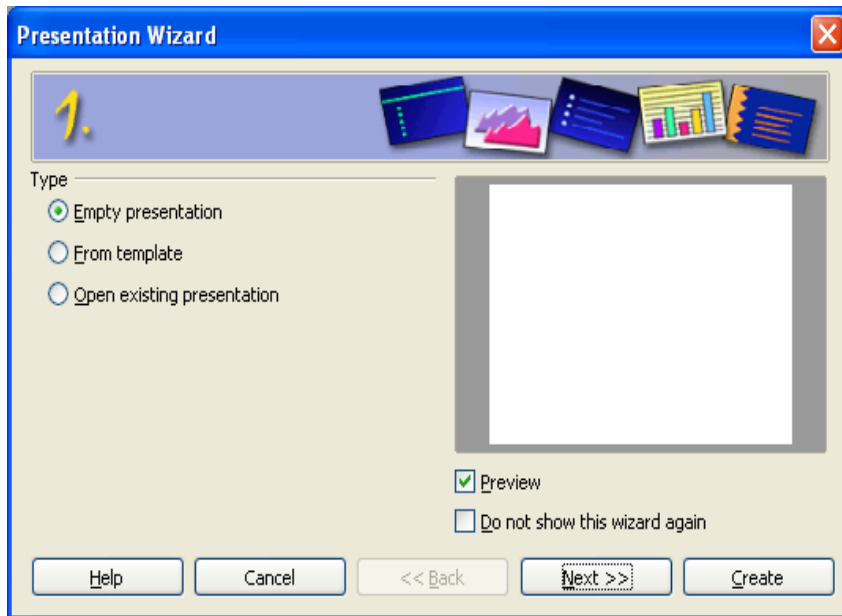 Presentation Wizard
1.
Type
Empty presentation
From template
Open existing presentation
Preview
Do not show this wizard again
Help
Cancel
<< Back
Next >>
Create